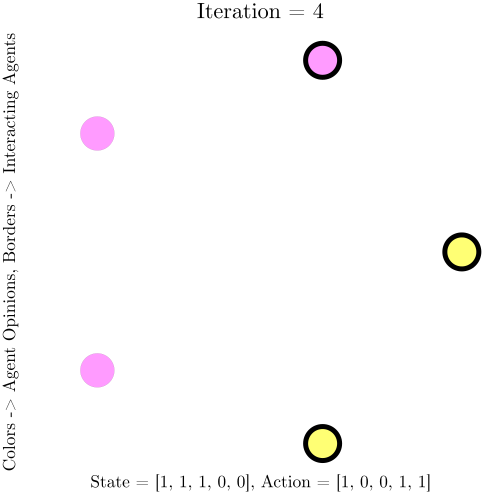 Iteration = 4
Colors -> Agent Opinions, Borders -> Interacting Agents
State = [1, 1, 1, 0, 0], Action = [1, 0, 0, 1, 1]